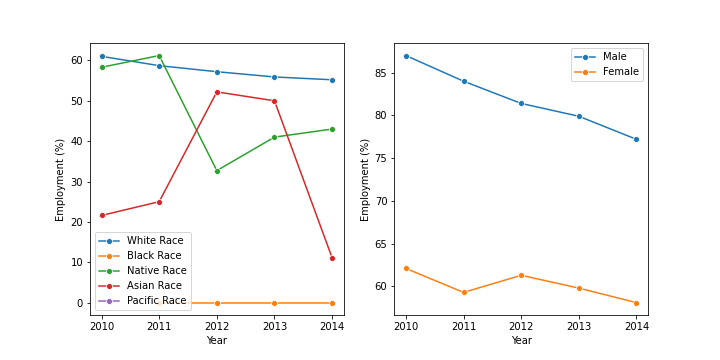 60
50
40
30
20
10
0
Employment (%)
White Race
Black Race
Native Race
Asian Race
Pacific Race
2010 2011 2012 2013 2014
Year
85
80
75
70
65
60
Employment (%)
Male
Female
2010 2011 2012 2013 2014
Year